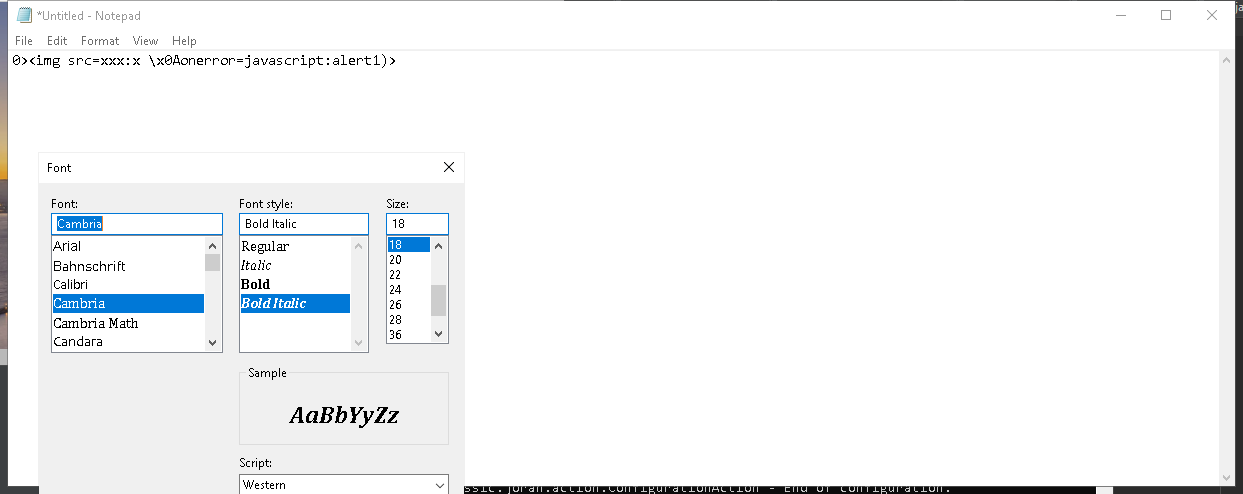 *Untitled - Notepad
File Edit Format View Help
0><img src=xxx:x \x0Aonerror=javascript:alert1)>
Font
Font: Font style: Size:
Cambria Bold Italic 18
Arial Regular 18
Bahnschrift Italic 20
Calibri Bold 22
Cambria Bold Italic 24
Cambria Math 26
Candara 28
36
Sample
AaBbYyZz
Script:
Western
ssic.joran.action.ConfigurationAction - End of configuration.